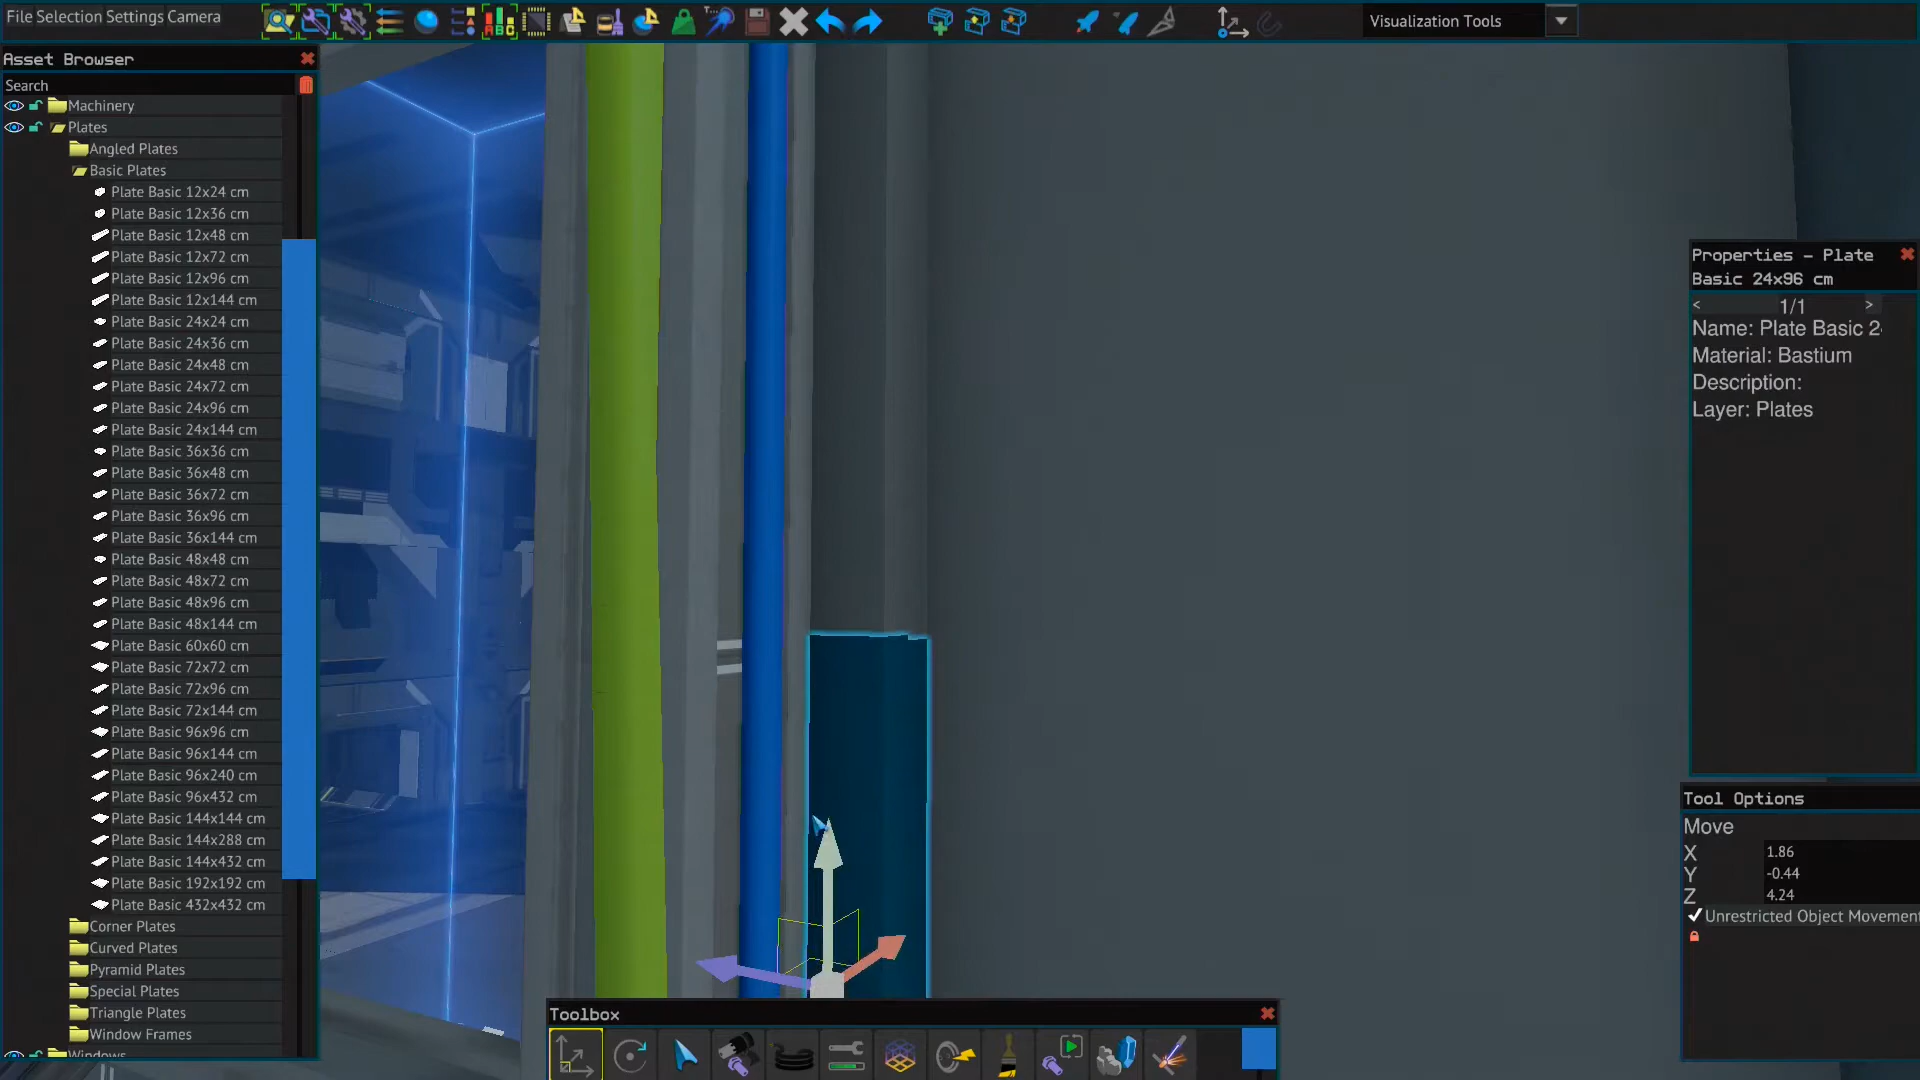 File Selection Settings Camera
Visualization Tools
Asset Browser
Search
Machinery
Plates
Angled Plates
Basic Plates
Plate Basic 12x24 cm
Plate Basic 12x36 cm
Plate Basic 12x48 cm
Plate Basic 12x72 cm
Plate Basic 12x96 cm
Plate Basic 12x144 cm
Plate Basic 24x24 cm
Plate Basic 24x36 cm
Plate Basic 24x48 cm
Plate Basic 24x72 cm
Plate Basic 24x96 cm
Plate Basic 24x144 cm
Plate Basic 36x36 cm
Plate Basic 36x48 cm
Plate Basic 36x72 cm
Plate Basic 36x96 cm
Plate Basic 36x144 cm
Plate Basic 48x48 cm
Plate Basic 48x72 cm
Plate Basic 48x96 cm
Plate Basic 48x144 cm
Plate Basic 60x60 cm
Plate Basic 72x72 cm
Plate Basic 72x96 cm
Plate Basic 72x144 cm
Plate Basic 96x96 cm
Plate Basic 96x144 cm
Plate Basic 96x240 cm
Plate Basic 96x432 cm
Plate Basic 144x144 cm
Plate Basic 144x288 cm
Plate Basic 144x432 cm
Plate Basic 192x192 cm
Plate Basic 432x432 cm
Corner Plates
Curved Plates
Pyramid Plates
Special Plates
Triangle Plates
Window Frames
Windows
Properties - Plate
Basic 24x96 cm
< 1/1 >
Name: Plate Basic 2
Material: Bastium
Description:
Layer: Plates
Tool Options
Move
X 1.86
Y -0.44
Z 4.24
Unrestricted Object Movement
Toolbox